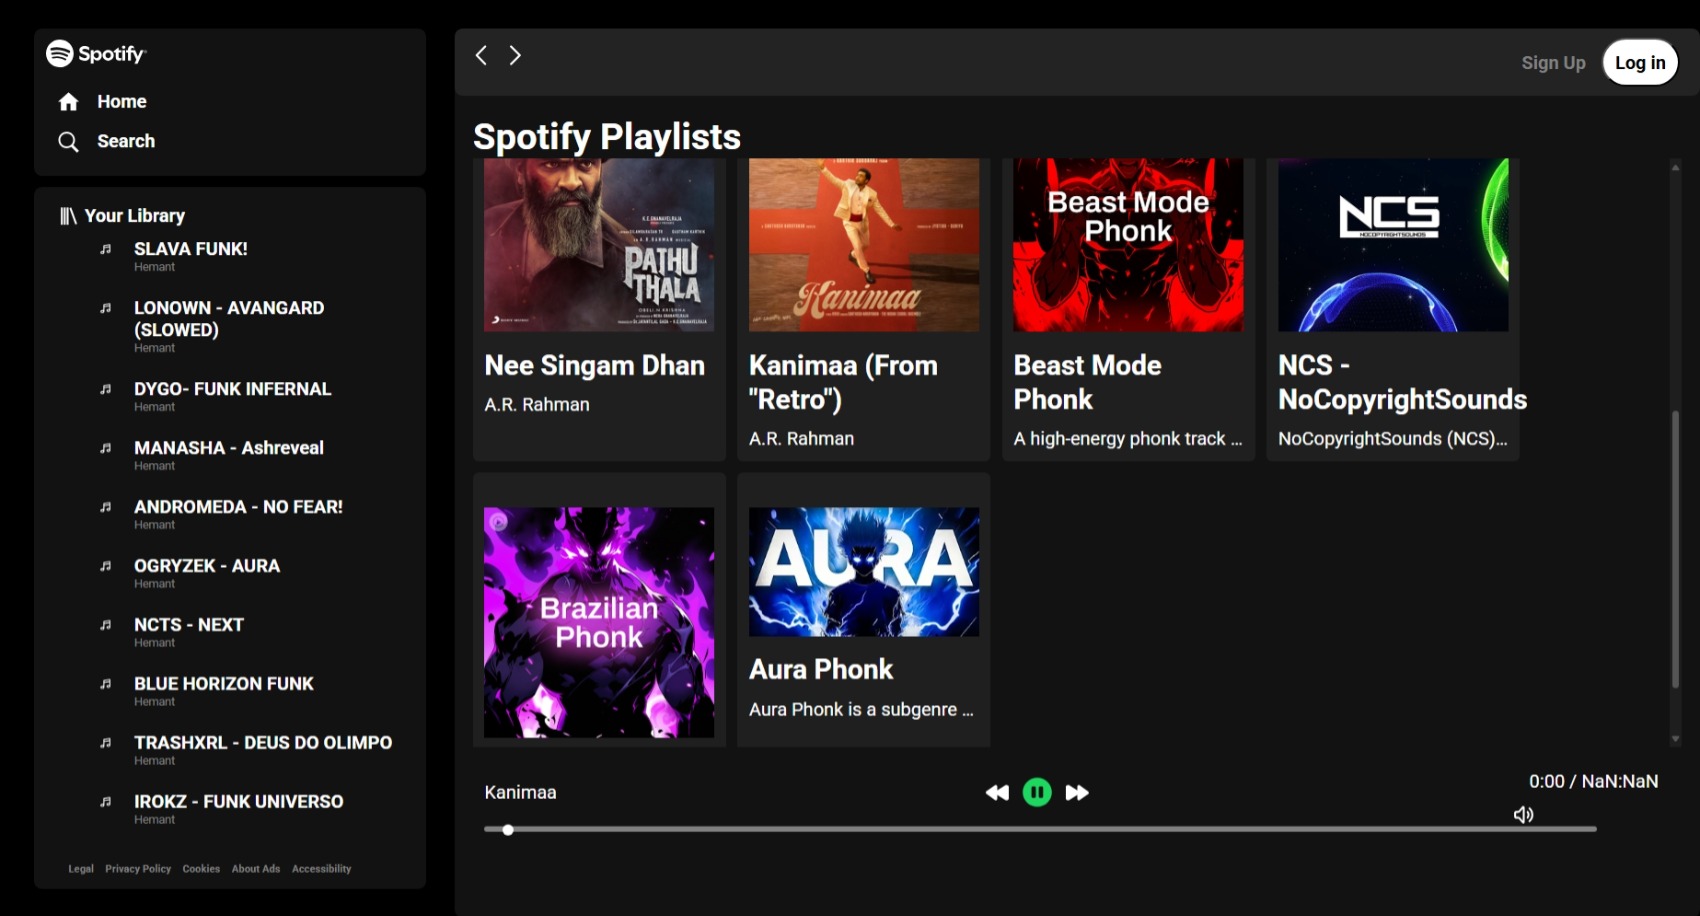 Spotify
Home
Search
Your Library
SLAVA FUNK!
Hemant
LONOWN - AVANGARD
(SLOWED)
Hemant
DYGO- FUNK INFERNAL
Hemant
MANASHA - Ashreveal
Hemant
ANDROMEDA - NO FEAR!
Hemant
OGRYZEK - AURA
Hemant
NCTS - NEXT
Hemant
BLUE HORIZON FUNK
Hemant
TRASHXRL - DEUS DO OLIMPO
Hemant
IROKZ - FUNK UNIVERSO
Hemant
Legal Privacy Policy Cookies About Ads Accessibility
Sign Up Log in
Spotify Playlists
PATHU
THALA
Nee Singam Dhan
A.R. Rahman
Kanimaa
Kanimaa (From
"Retro")
A.R. Rahman
Beast Mode
Phonk
Beast Mode
Phonk
A high-energy phonk track ...
NCS
NOCOPYRIGHTSOUNDS
NCS -
NoCopyrightSounds
NoCopyrightSounds (NCS)...
Brazilian
Phonk
AURA
Aura Phonk
Aura Phonk is a subgenre ...
Kanimaa
0:00 / NaN:NaN